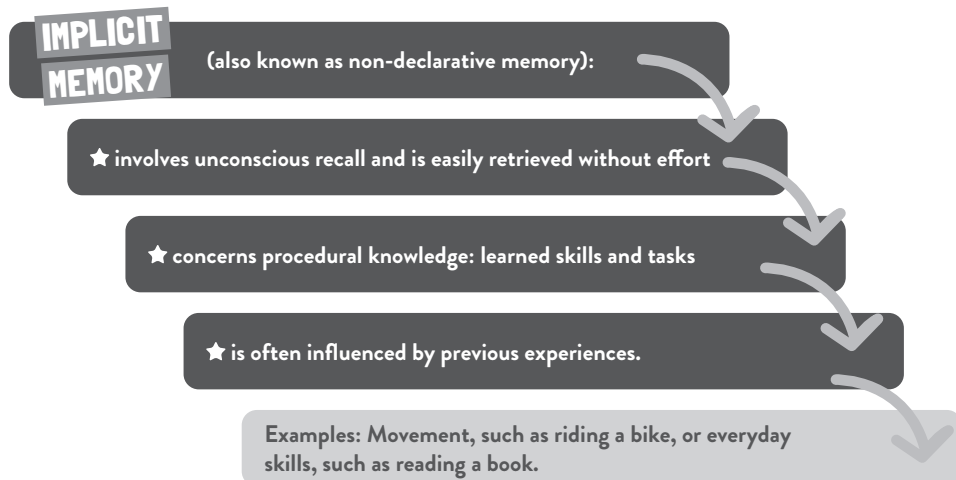 IMPLICIT
MEMORY
(also known as non-declarative memory):
★ involves unconscious recall and is easily retrieved without effort
★ concerns procedural knowledge: learned skills and tasks
★ is often influenced by previous experiences.
Examples: Movement, such as riding a bike, or everyday
skills, such as reading a book.